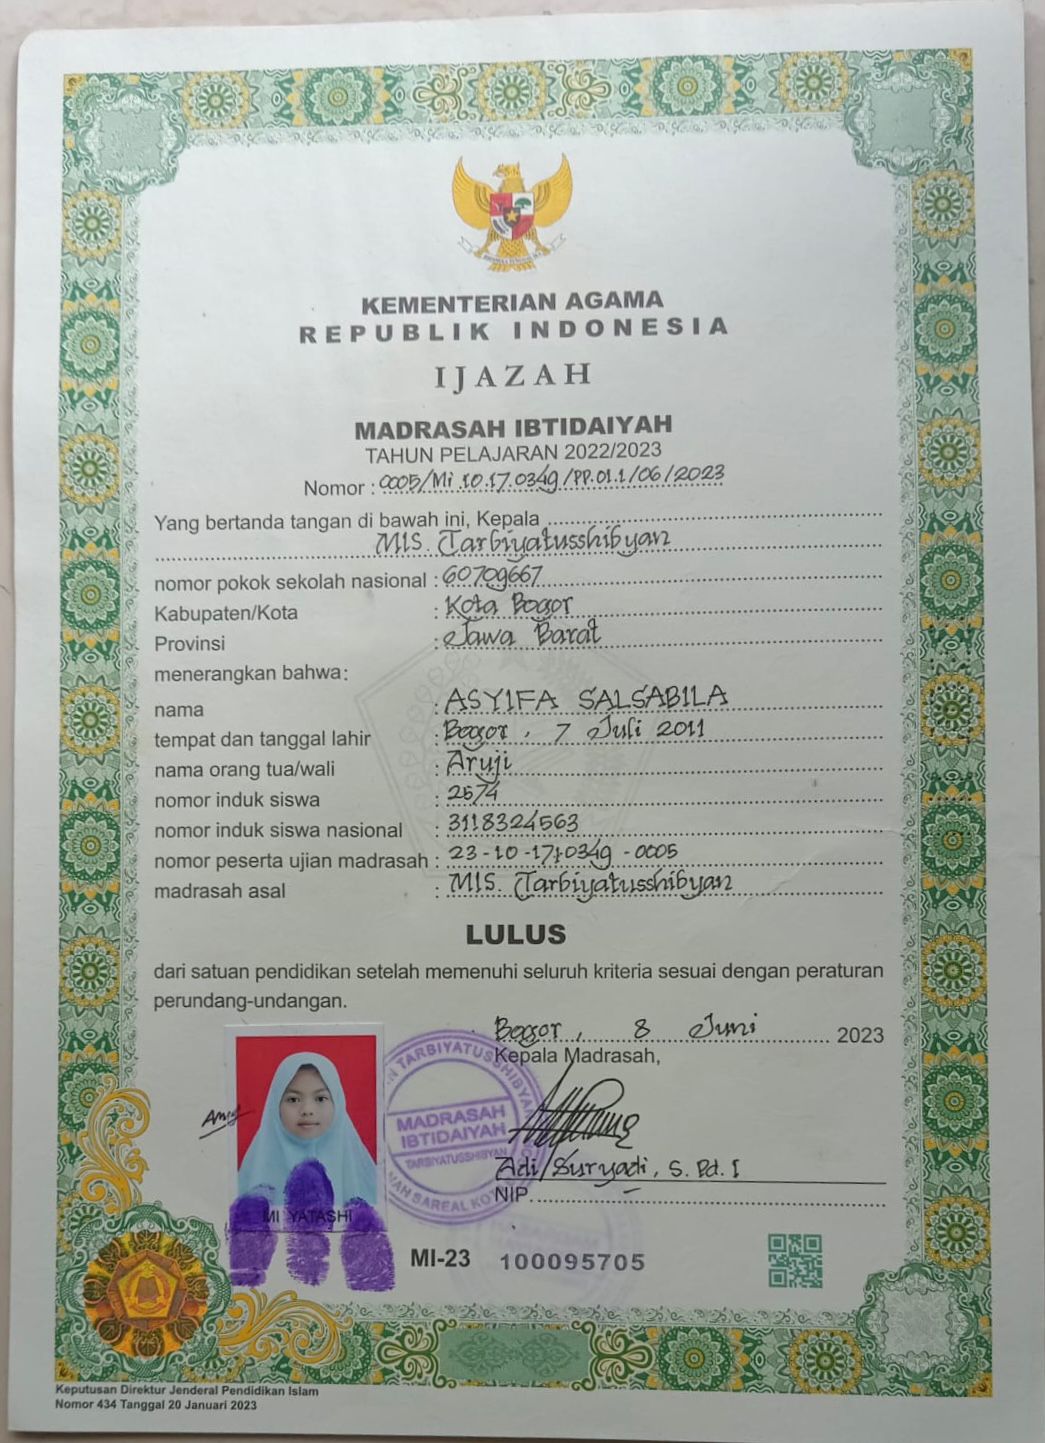 KEMENTERIAN AGAMA
REPUBLIK INDONESIA
IJAZAH
MADRASAH IBTIDAIYAH
TAHUN PELAJARAN 2022/2023
Nomor : 0005/Mi.10.17.0349/PP.01.1/06/2023
Yang bertanda tangan di bawah ini, Kepala
MIS. Tarbiyatusshibyan
nomor pokok sekolah nasional : 60709667
Kabupaten/Kota : Kota Bogor
Provinsi : Jawa Barat
menerangkan bahwa:
nama : ASYIFA SALSABILA
tempat dan tanggal lahir : Bogor, 7 Juli 2011
nama orang tua/wali : Aruji
nomor induk siswa : 2574
nomor induk siswa nasional : 3118324563
nomor peserta ujian madrasah : 23-10-17-0349-0005
madrasah asal : MIS. Tarbiyatusshibyan
LULUS
dari satuan pendidikan setelah memenuhi seluruh kriteria sesuai dengan peraturan
perundang-undangan.
Bogor, 8 Juni 2023
Kepala Madrasah,
TARBIYATUSSHIBYAN
MADRASAH
IBTIDAIYAH
TARBIYATUSSHIBYAN
SAREAL
Adi Suryadi, S.Pd.I
NIP.
MI YATASHI
MI-23 100095705
Keputusan Direktur Jenderal Pendidikan Islam
Nomor 434 Tanggal 20 Januari 2023